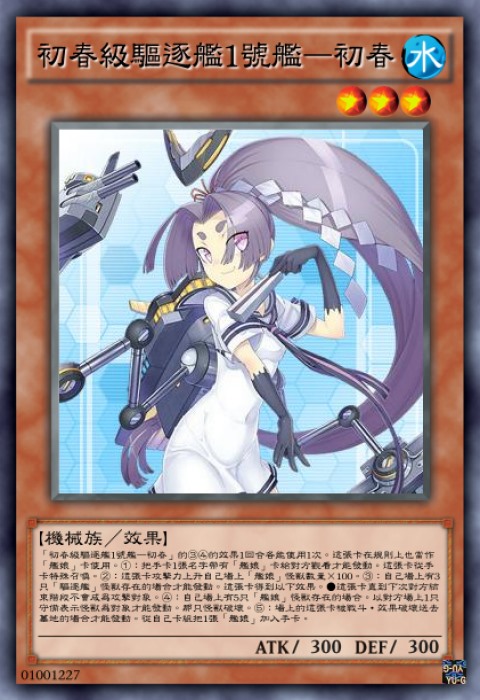 初春級驅逐艦1號艦—初春
水
[機械族／效果]
「初春級驅逐艦1號艦—初春」的③④的效果1回合各能使用1次。這張卡在規則上也當作
「艦娘」卡使用。①：把手卡1張名字帶有「艦娘」卡給對方觀看才能發動。這張卡從手
卡特殊召喚。②：這張卡攻擊力上升自己場上「艦娘」怪獸數量×100。③：自己場上有3
只「驅逐艦」怪獸存在的場合才能發動。這張卡得到以下效果。●這張卡直到下次對方結
束階段不會成為攻擊對象。④：自己場上有5只「艦娘」怪獸存在的場合，以對方場上1只
守備表示怪獸為對象才能發動。那只怪獸破壞。⑤：場上的這張卡被戰斗·效果破壞送去
墓地的場合才能發動。從自己卡組把1張「艦娘」加入手卡。
ATK/ 300 DEF/ 300
01001227